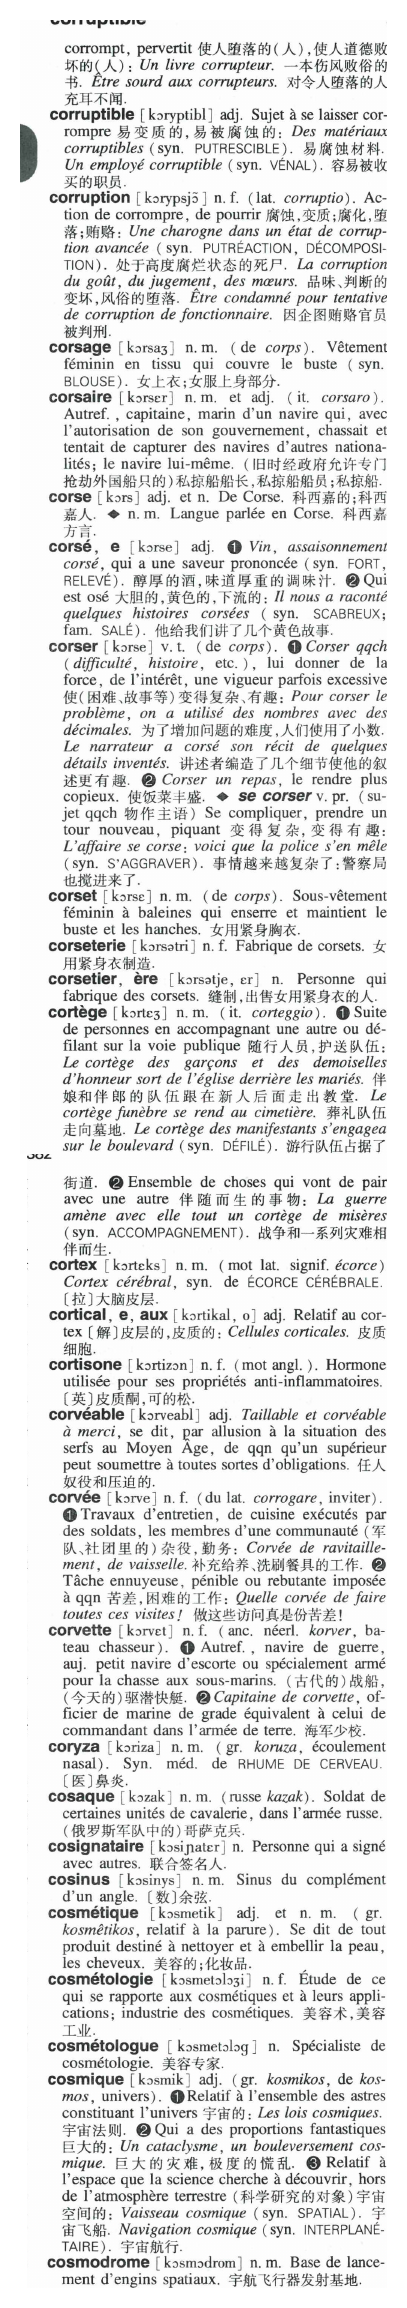 corruptible
corrompt, pervertit 使人堕落的(人),使人道德败
坏的(人): Un livre corrupteur. 一本伤风败俗的
书. Être sourd aux corrupteurs. 对令人堕落的人
充耳不闻.
corruptible [kɔryptibl] adj. Sujet à se laisser cor-
rompre 易变质的,易被腐蚀的: Des matériaux
corruptibles (syn. PUTRESCIBLE). 易腐蚀材料.
Un employé corruptible (syn. VÉNAL). 容易被收
买的职员.
corruption [kɔrypsjɔ̃] n. f. (lat. corruptio). Ac-
tion de corrompre, de pourrir 腐蚀,变质;腐化,堕
落;贿赂: Une charogne dans un état de corrup-
tion avancée (syn. PUTRÉACTION, DÉCOMPOSI-
TION). 处于高度腐烂状态的死尸. La corruption
du goût, du jugement, des mœurs. 品味、判断的
变坏,风俗的堕落. Être condamné pour tentative
de corruption de fonctionnaire. 因企图贿赂官员
被判刑.
corsage [kɔrsaʒ] n. m. (de corps). Vêtement
féminin en tissu qui couvre le buste (syn.
BLOUSE). 女上衣;女服上身部分.
corsaire [kɔrsɛr] n. m. et adj. (it. corsaro).
Autref., capitaine, marin d'un navire qui, avec
l'autorisation de son gouvernement, chassait et
tentait de capturer des navires d'autres nationa-
lités; le navire lui-même. (旧时经政府允许专门
抢劫外国船只的)私掠船船长,私掠船船员;私掠船.
corse [kɔrs] adj. et n. De Corse. 科西嘉的;科西
嘉人. ◆ n. m. Langue parlée en Corse. 科西嘉
方言.
corsé, e [kɔrse] adj. ❶ Vin, assaisonnement
corsé, qui a une saveur prononcée (syn. FORT,
RELEVÉ). 醇厚的酒,味道厚重的调味汁. ❷ Qui
est osé 大胆的,黄色的,下流的: Il nous a raconté
quelques histoires corsées ( syn. SCABREUX;
fam. SALÉ). 他给我们讲了几个黄色故事.
corser [kɔrse] v. t. (de corps). ❶ Corser qqch
(difficulté, histoire, etc.), lui donner de la
force, de l'intérêt, une vigueur parfois excessive
使(困难、故事等)变得复杂、有趣: Pour corser le
problème, on a utilisé des nombres avec des
décimales. 为了增加问题的难度,人们使用了小数.
Le narrateur a corsé son récit de quelques
détails inventés. 讲述者编造了几个细节使他的叙
述更有趣. ❷ Corser un repas, le rendre plus
copieux. 使饭菜丰盛. ◆ se corser v. pr. (su-
jet qqch 物作主语) Se compliquer, prendre un
tour nouveau, piquant 变得复杂,变得有趣:
L'affaire se corse: voici que la police s'en mêle
(syn. S'AGGRAVER). 事情越来越复杂了:警察局
也搅进来了.
corset [kɔrsɛ] n. m. (de corps). Sous-vêtement
féminin à baleines qui enserre et maintient le
buste et les hanches. 女用紧身胸衣.
corseterie [kɔrsətri] n. f. Fabrique de corsets. 女
用紧身衣制造.
corsetier, ère [kɔrsətje, ɛr] n. Personne qui
fabrique des corsets. 缝制,出售女用紧身衣的人.
cortège [kɔrtɛʒ] n. m. (it. corteggio). ❶ Suite
de personnes en accompagnant une autre ou dé-
filant sur la voie publique 随行人员,护送队伍:
Le cortège des garçons et des demoiselles
d'honneur sort de l'église derrière les mariés. 伴
娘和伴郎的队伍跟在新人后面走出教堂. Le
cortège funèbre se rend au cimetière. 葬礼队伍
走向墓地. Le cortège des manifestants s'engagea
sur le boulevard (syn. DÉFILÉ). 游行队伍占据了
街道. ❷ Ensemble de choses qui vont de pair
avec une autre 伴随而生的事物: La guerre
amène avec elle tout un cortège de misères
(syn. ACCOMPAGNEMENT). 战争和一系列灾难相
伴而生.
cortex [kɔrtɛks] n. m. (mot lat. signif. écorce)
Cortex cérébral, syn. de ÉCORCE CÉRÉBRALE.
〔拉〕大脑皮层.
cortical, e, aux [kɔrtikal, o] adj. Relatif au cor-
tex〔解〕皮层的,皮质的: Cellules corticales. 皮质
细胞.
cortisone [kɔrtizɔn] n. f. (mot angl.). Hormone
utilisée pour ses propriétés anti-inflammatoires.
〔英〕皮质酮,可的松.
corvéable [kɔrveabl] adj. Taillable et corvéable
à merci, se dit, par allusion à la situation des
serfs au Moyen Âge, de qqn qu'un supérieur
peut soumettre à toutes sortes d'obligations. 任人
奴役和压迫的.
corvée [kɔrve] n. f. (du lat. corrogare, inviter).
❶ Travaux d'entretien, de cuisine exécutés par
des soldats, les membres d'une communauté (军
队、社团里的)杂役,勤务: Corvée de ravitaille-
ment, de vaisselle. 补充给养、洗刷餐具的工作. ❷
Tâche ennuyeuse, pénible ou rebutante imposée
à qqn 苦差,困难的工作: Quelle corvée de faire
toutes ces visites! 做这些访问真是份苦差!
corvette [kɔrvɛt] n. f. (anc. néerl. korver, ba-
teau chasseur). ❶ Autref., navire de guerre,
auj. petit navire d'escorte ou spécialement armé
pour la chasse aux sous-marins. (古代的)战船,
(今天的)驱潜快艇. ❷ Capitaine de corvette, of-
ficier de marine de grade équivalent à celui de
commandant dans l'armée de terre. 海军少校.
coryza [kɔriza] n. m. (gr. koruza, écoulement
nasal). Syn. méd. de RHUME DE CERVEAU.
〔医〕鼻炎.
cosaque [kɔzak] n. m. (russe kazak). Soldat de
certaines unités de cavalerie, dans l'armée russe.
(俄罗斯军队中的)哥萨克兵.
cosignataire [kɔsiɲatɛr] n. Personne qui a signé
avec autres. 联合签名人.
cosinus [kɔsinys] n. m. Sinus du complément
d'un angle. 〔数〕余弦.
cosmétique [kɔsmetik] adj. et n. m. (gr.
kosmêtikos, relatif à la parure). Se dit de tout
produit destiné à nettoyer et à embellir la peau,
les cheveux. 美容的;化妆品.
cosmétologie [kɔsmetɔlɔʒi] n. f. Étude de ce
qui se rapporte aux cosmétiques et à leurs appli-
cations; industrie des cosmétiques. 美容术,美容
工业.
cosmétologue [kɔsmetɔlɔg] n. Spécialiste de
cosmétologie. 美容专家.
cosmique [kɔsmik] adj. (gr. kosmikos, de kos-
mos, univers). ❶ Relatif à l'ensemble des astres
constituant l'univers 宇宙的: Les lois cosmiques.
宇宙法则. ❷ Qui a des proportions fantastiques
巨大的: Un cataclysme, un bouleversement cos-
mique. 巨大的灾难,极度的慌乱. ❸ Relatif à
l'espace que la science cherche à découvrir, hors
de l'atmosphère terrestre (科学研究的对象)宇宙
空间的: Vaisseau cosmique (syn. SPATIAL). 宇
宙飞船. Navigation cosmique (syn. INTERPLANÉ-
TAIRE). 宇宙航行.
cosmodrome [kɔsmɔdrom] n. m. Base de lance-
ment d'engins spatiaux. 宇航飞行器发射基地.